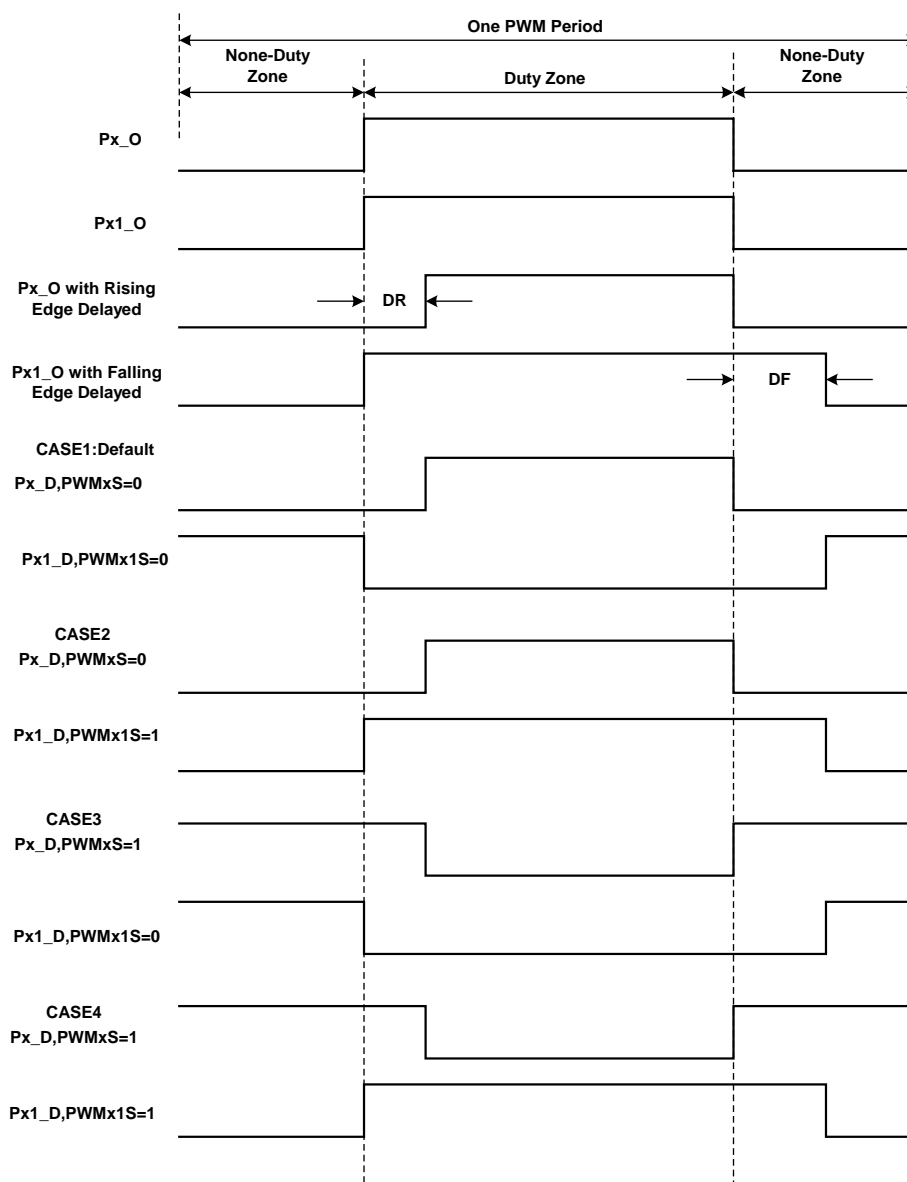 One PWM Period
None-Duty
Zone
Duty Zone
None-Duty
Zone
Px_O
Px1_O
Px_O with Rising
Edge Delayed
DR
Px1_O with Falling
Edge Delayed
DF
CASE1:Default
Px_D,PWMxS=0
Px1_D,PWMx1S=0
CASE2
Px_D,PWMxS=0
Px1_D,PWMx1S=1
CASE3
Px_D,PWMxS=1
Px1_D,PWMx1S=0
CASE4
Px_D,PWMxS=1
Px1_D,PWMx1S=1